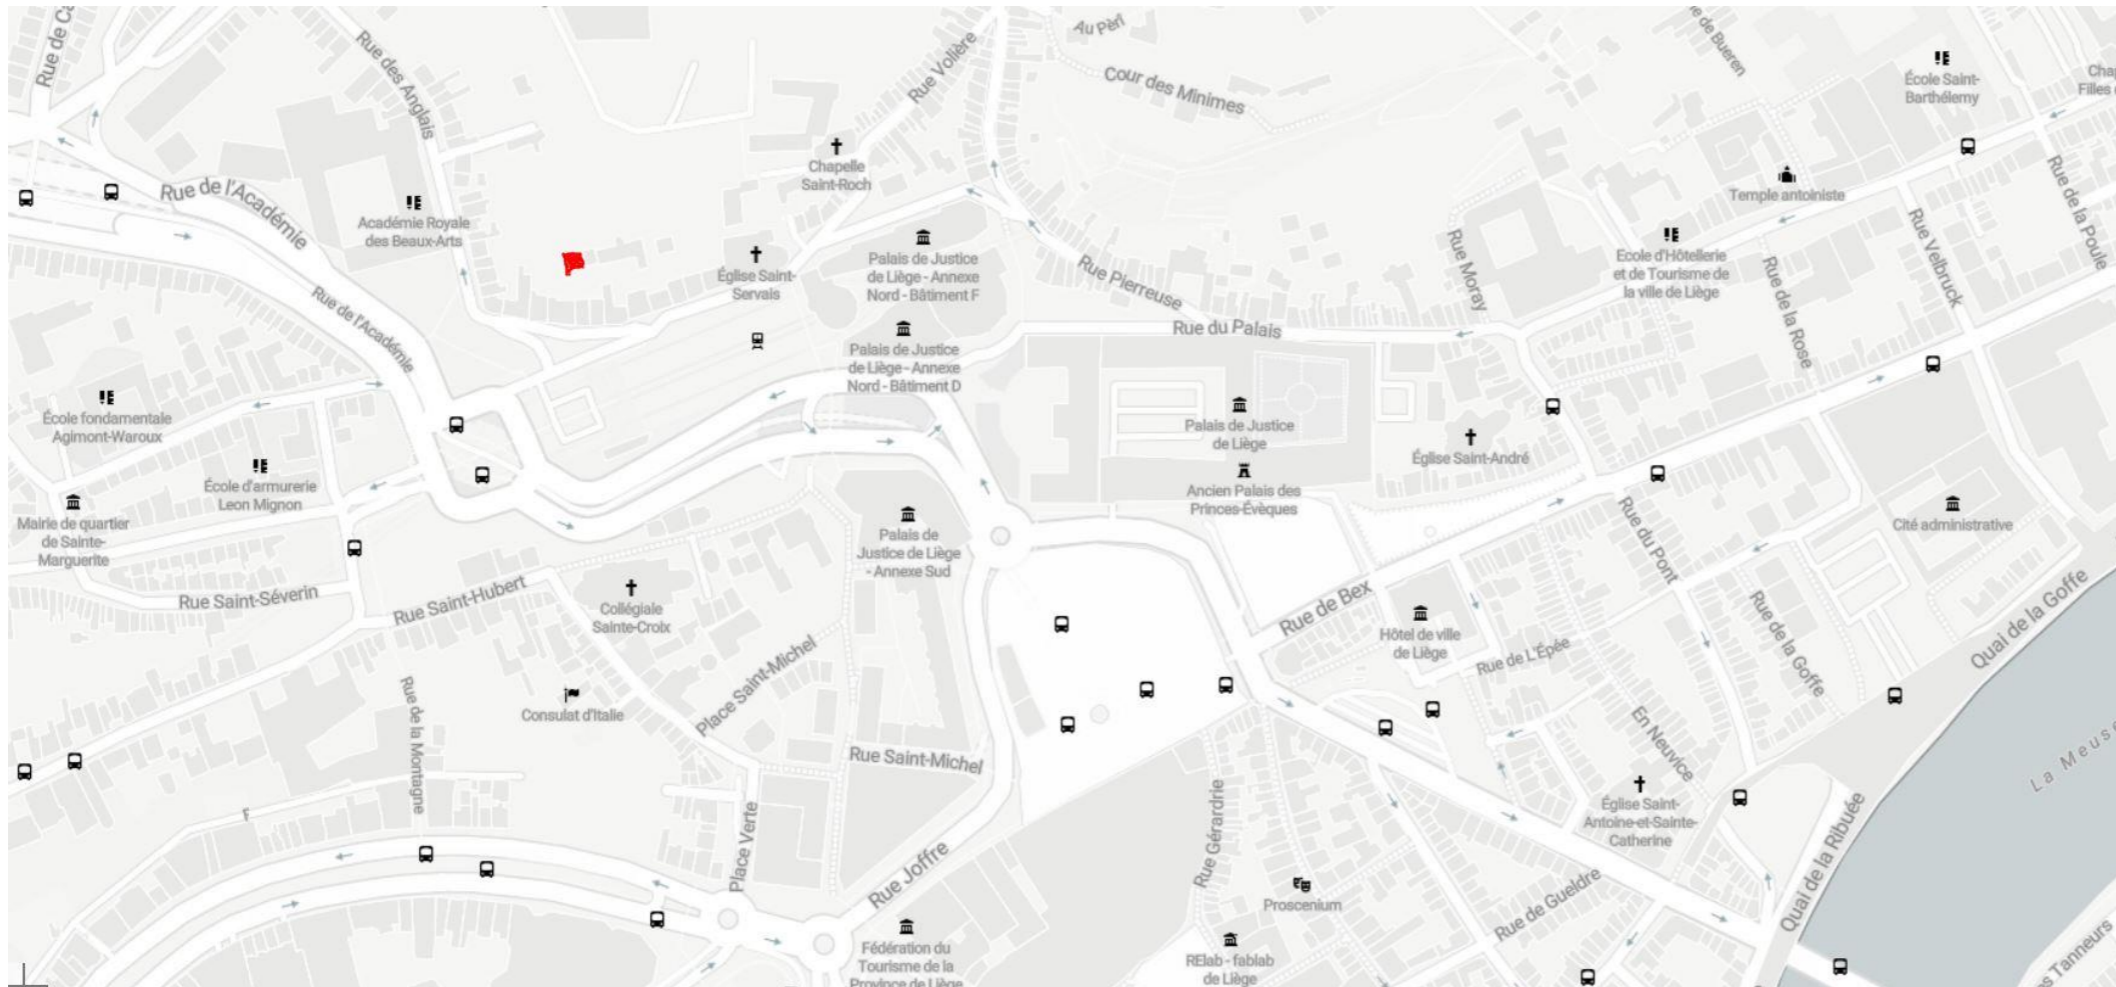 Rue de Ca
Rue des Anglais
Rue Volière
Au Pèri
Cour des Minimes
e de Bueren
École Saint-
Barthélemy
Chap
Filles
Chapelle
Saint-Roch
Rue de l'Académie
Académie Royale
des Beaux-Arts
Temple antoiniste
Rue de la Poule
Rue Velbruck
Église Saint-
Servais
Palais de Justice
de Liège - Annexe
Nord - Bâtiment F
Rue Pierreuse
Rue Moray
Ecole d'Hôtellerie
et de Tourisme de
la ville de Liège
Rue de la Rose
Rue de l'Académie
Rue du Palais
Palais de Justice
de Liège - Annexe
Nord - Bâtiment D
École fondamentale
Agimont-Waroux
Palais de Justice
de Liège
Église Saint-André
École d'armurerie
Leon Mignon
Ancien Palais des
Princes-Évèques
Mairie de quartier
de Sainte-
Marguerite
Palais de
Justice de Liège
- Annexe Sud
Rue du Pont
Cité administrative
Rue Saint-Séverin
Rue Saint-Hubert
Collégiale
Sainte-Croix
Rue de Bex
Hôtel de ville
de Liège
Rue de L'Épée
Rue de la Goffe
Quai de la Goffe
Place Saint-Michel
Consulat d'Italie
Rue de la Montagne
Rue Saint-Michel
En Neuvice
La Meuse
Rue Gérardrie
Église Saint-
Antoine-et-Sainte-
Catherine
Quai de la Ribuée
Place Verte
Rue Joffre
Proscenium
Rue de Gueldre
Fédération du
Tourisme de la
Province de Liège
RElab - fablab
de Liège
es Tanneurs